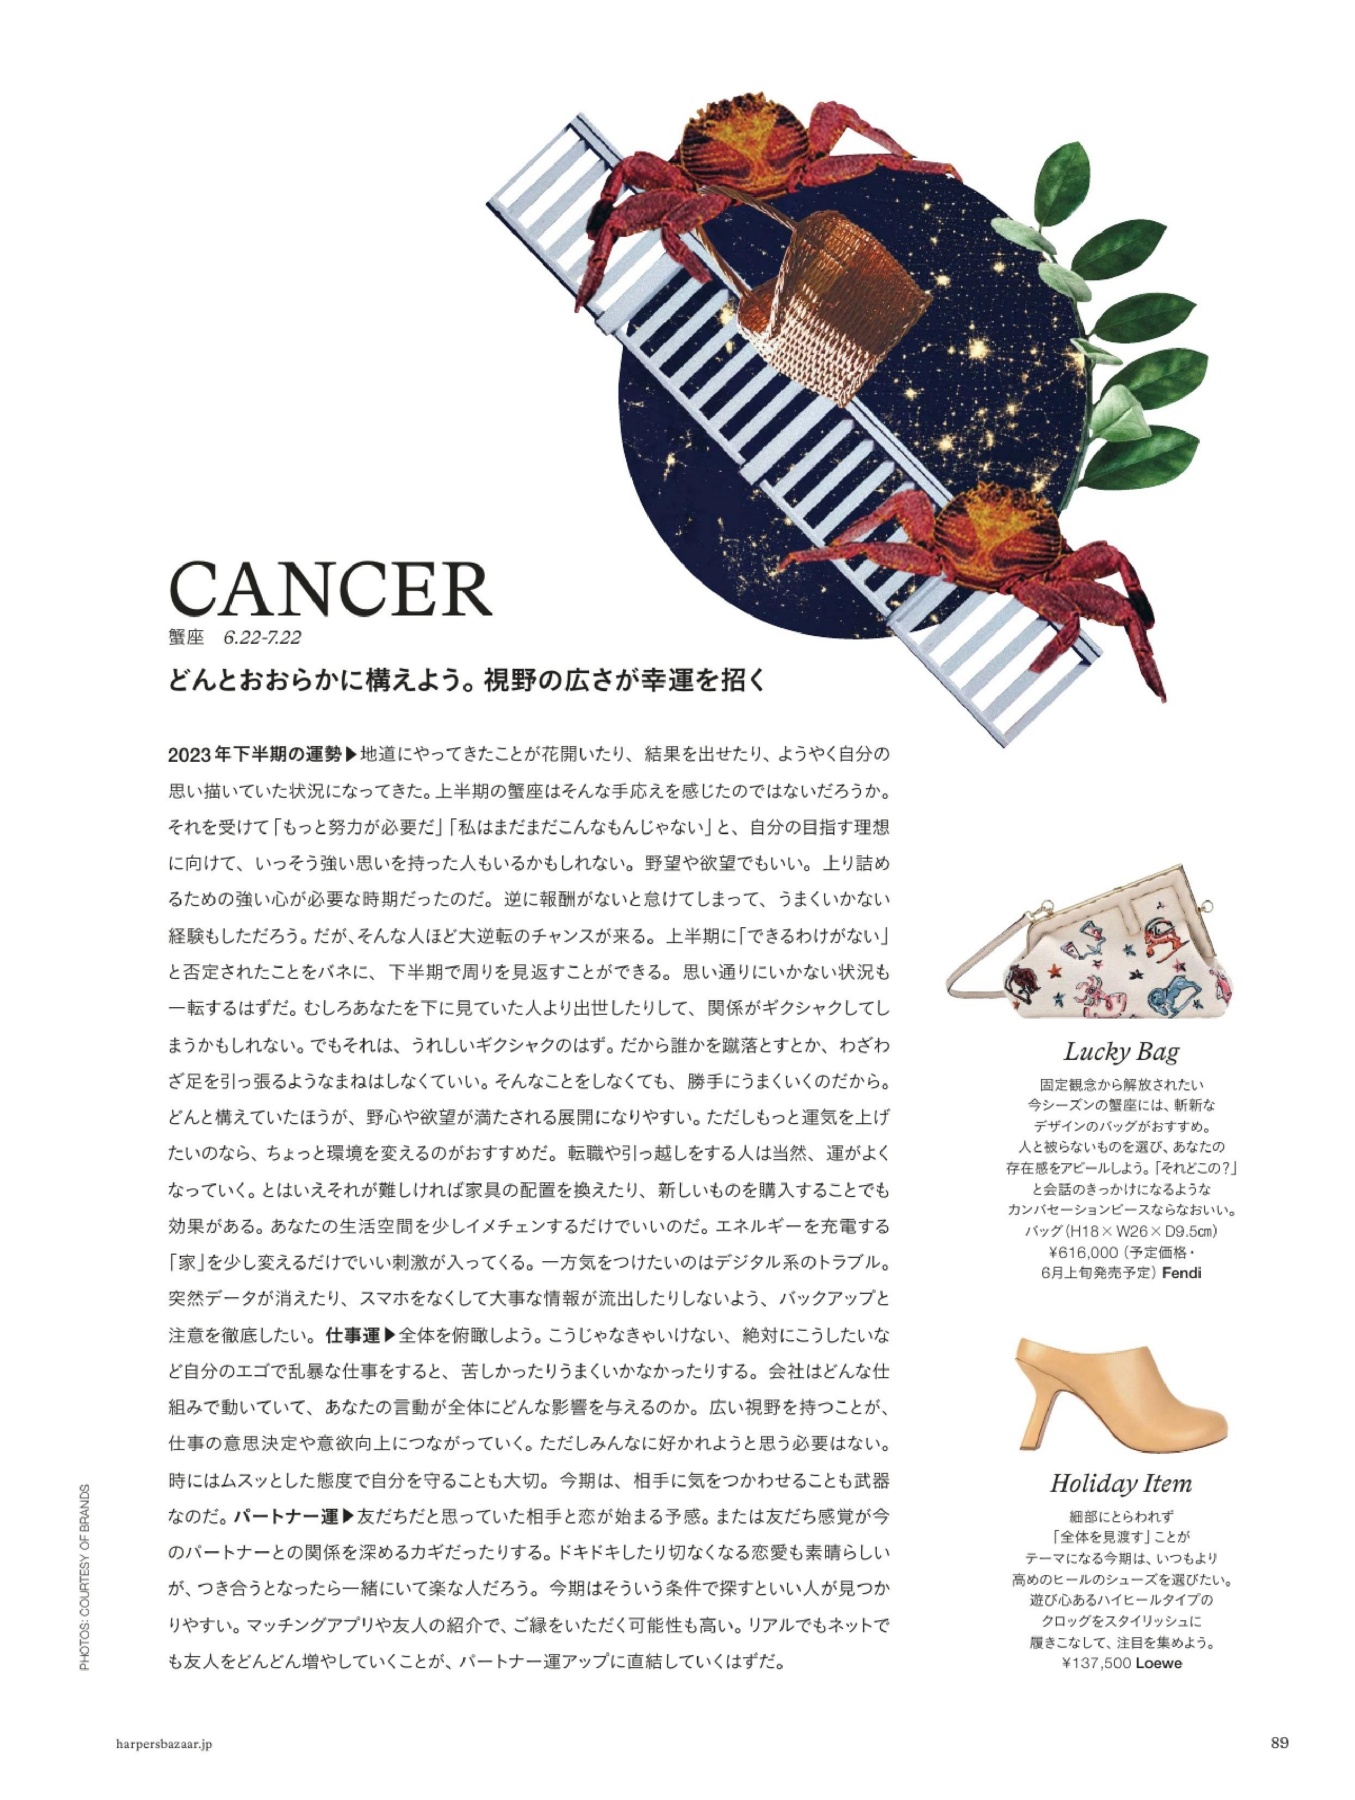 CANCER
蟹座　6.22-7.22
どんとおおらかに構えよう。視野の広さが幸運を招く
2023年下半期の運勢▶地道にやってきたことが花開いたり、結果を出せたり、ようやく自分の
思い描いていた状況になってきた。上半期の蟹座はそんな手応えを感じたのではないだろうか。
それを受けて「もっと努力が必要だ」「私はまだまだこんなもんじゃない」と、自分の目指す理想
に向けて、いっそう強い思いを持った人もいるかもしれない。野望や欲望でもいい。上り詰め
るための強い心が必要な時期だったのだ。逆に報酬がないと怠けてしまって、うまくいかない
経験もしただろう。だが、そんな人ほど大逆転のチャンスが来る。上半期に「できるわけがない」
と否定されたことをバネに、下半期で周りを見返すことができる。思い通りにいかない状況も
一転するはずだ。むしろあなたを下に見ていた人より出世したりして、関係がギクシャクしてし
まうかもしれない。でもそれは、うれしいギクシャクのはず。だから誰かを蹴落とすとか、わざわ
ざ足を引っ張るようなまねはしなくていい。そんなことをしなくても、勝手にうまくいくのだから。
どんと構えていたほうが、野心や欲望が満たされる展開になりやすい。ただしもっと運気を上げ
たいのなら、ちょっと環境を変えるのがおすすめだ。転職や引っ越しをする人は当然、運がよく
なっていく。とはいえそれが難しければ家具の配置を換えたり、新しいものを購入することでも
効果がある。あなたの生活空間を少しイメチェンするだけでいいのだ。エネルギーを充電する
「家」を少し変えるだけでいい刺激が入ってくる。一方気をつけたいのはデジタル系のトラブル。
突然データが消えたり、スマホをなくして大事な情報が流出したりしないよう、バックアップと
注意を徹底したい。仕事運▶全体を俯瞰しよう。こうじゃなきゃいけない、絶対にこうしたいな
ど自分のエゴで乱暴な仕事をすると、苦しかったりうまくいかなかったりする。会社はどんな仕
組みで動いていて、あなたの言動が全体にどんな影響を与えるのか。広い視野を持つことが、
仕事の意思決定や意欲向上につながっていく。ただしみんなに好かれようと思う必要はない。
時にはムスッとした態度で自分を守ることも大切。今期は、相手に気をつかわせることも武器
なのだ。パートナー運▶友だちだと思っていた相手と恋が始まる予感。または友だち感覚が今
のパートナーとの関係を深めるカギだったりする。ドキドキしたり切なくなる恋愛も素晴らしい
が、つき合うとなったら一緒にいて楽な人だろう。今期はそういう条件で探すといい人が見つか
りやすい。マッチングアプリや友人の紹介で、ご縁をいただく可能性も高い。リアルでもネットで
も友人をどんどん増やしていくことが、パートナー運アップに直結していくはずだ。
Lucky Bag
固定観念から解放されたい
今シーズンの蟹座には、斬新な
デザインのバッグがおすすめ。
人と被らないものを選び、あなたの
存在感をアピールしよう。「それどこの？」
と会話のきっかけになるような
カンバセーションピースならなおいい。
バッグ（H18×W26×D9.5㎝）
¥616,000（予定価格・
6月上旬発売予定）Fendi
Holiday Item
細部にとらわれず
「全体を見渡す」ことが
テーマになる今期は、いつもより
高めのヒールのシューズを選びたい。
遊び心あるハイヒールタイプの
クロッグをスタイリッシュに
履きこなして、注目を集めよう。
¥137,500 Loewe
PHOTOS: COURTESY OF BRANDS
harpersbazaar.jp
89